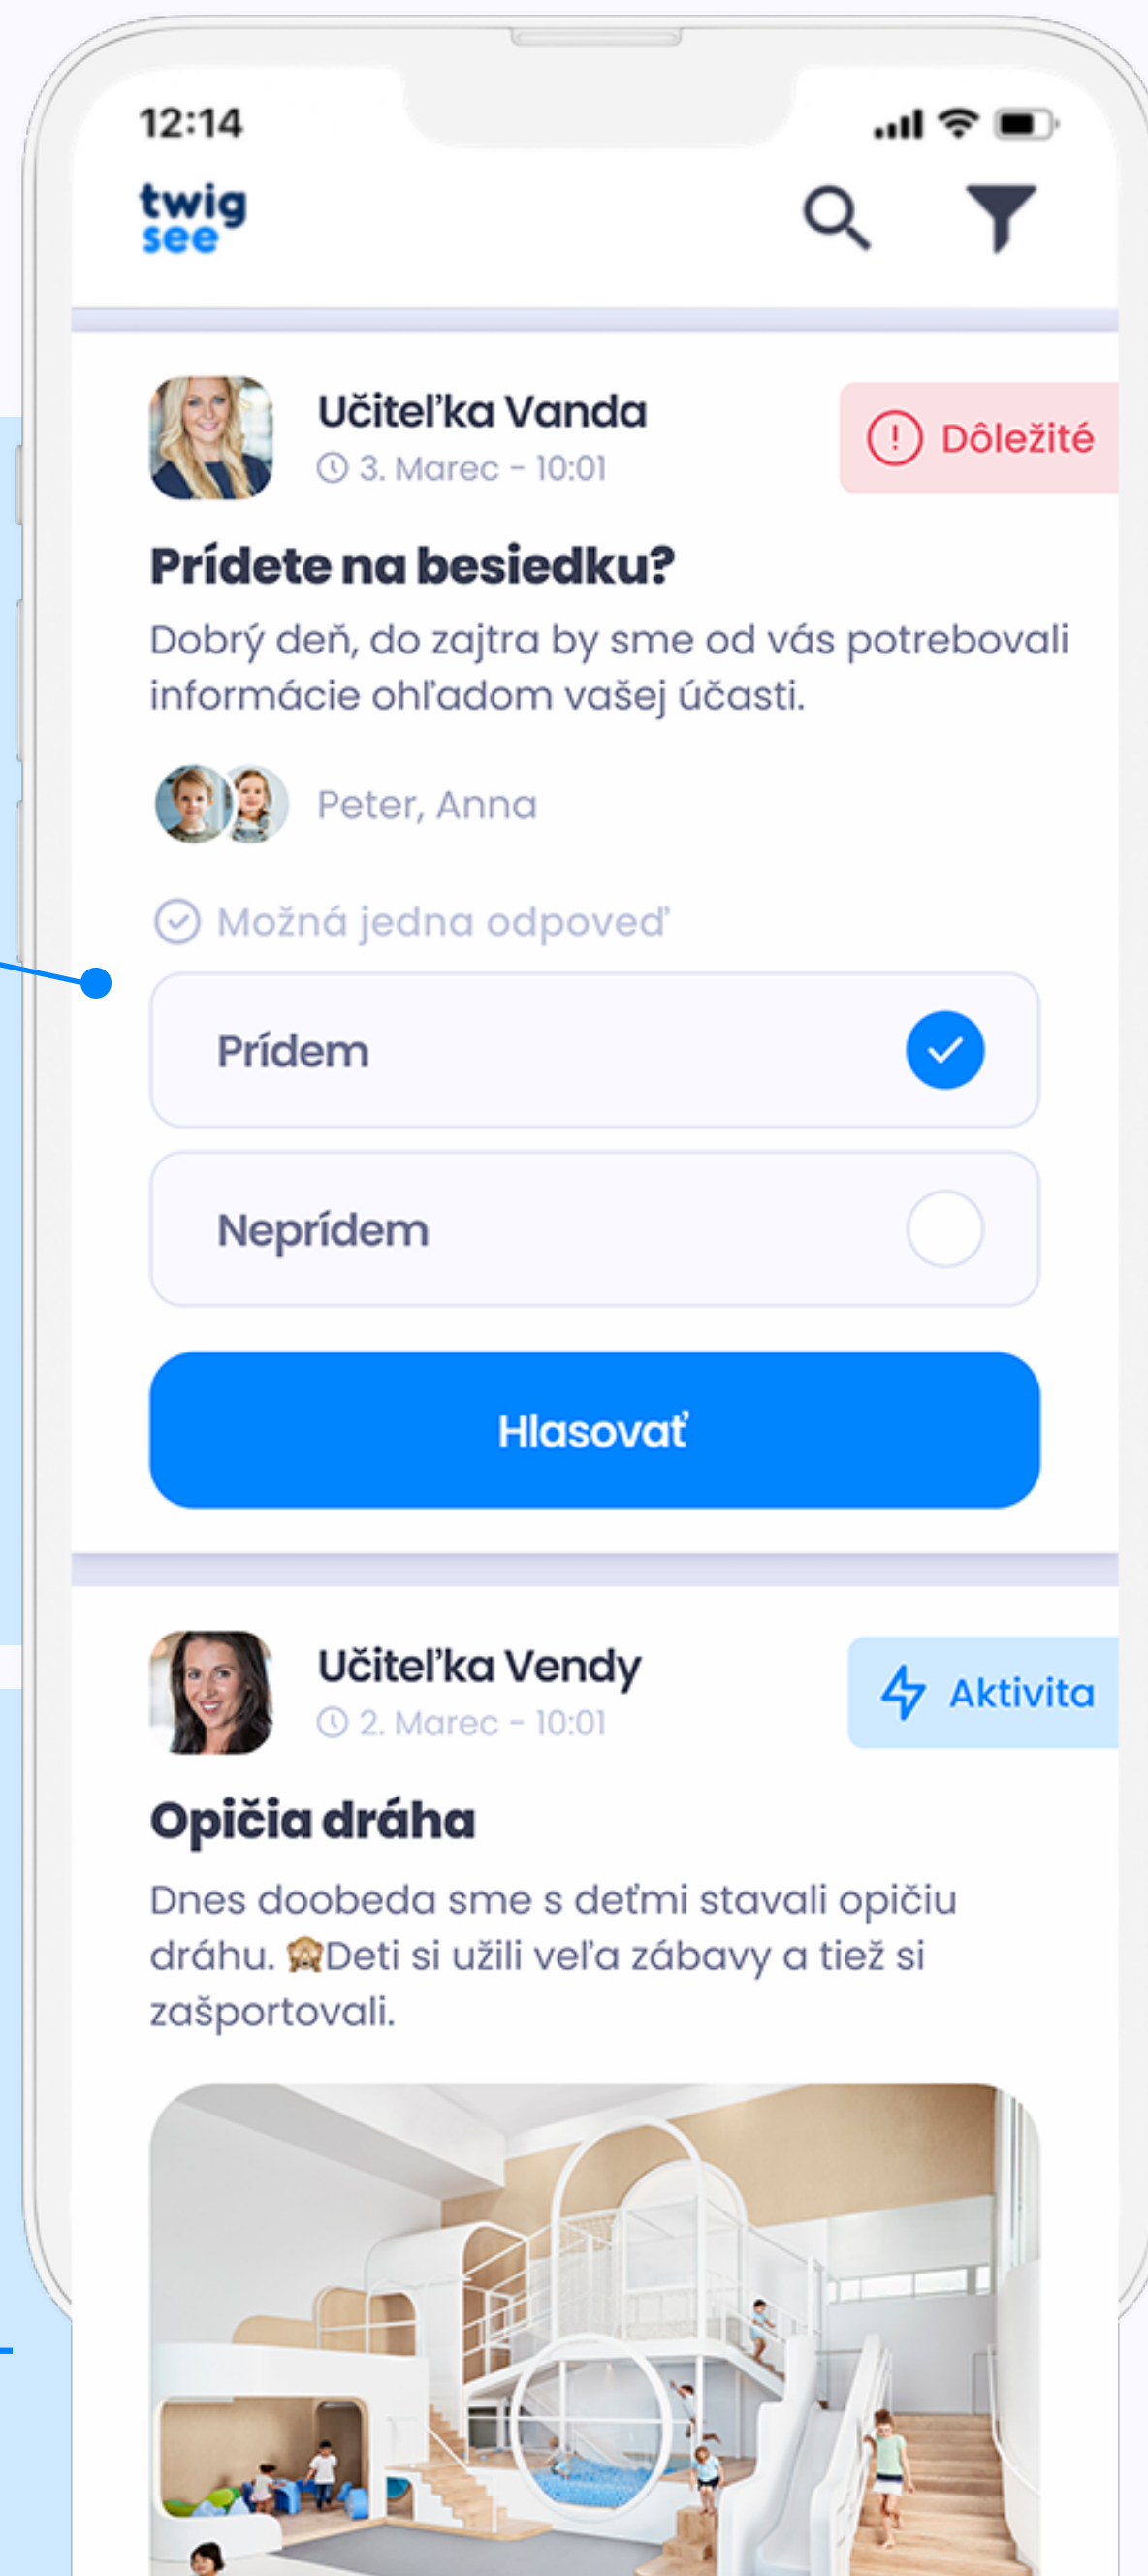 12:14
twig
see
Učiteľka Vanda
3. Marec - 10:01
Dôležité
Prídete na besiedku?
Dobrý deň, do zajtra by sme od vás potrebovali
informácie ohľadom vašej účasti.
Peter, Anna
Možná jedna odpoveď
Prídem
Neprídem
Hlasovať
Učiteľka Vendy
2. Marec - 10:01
Aktivita
Opičia dráha
Dnes doobeda sme s deťmi stavali opičiu
dráhu. 🙈Deti si užili veľa zábavy a tiež si
zašportovali.